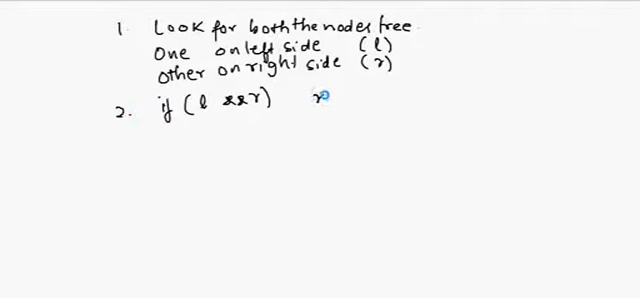 1. Look for both the nodes free.
One on left side (l)
other on right side (r)
2. if (l && r) r